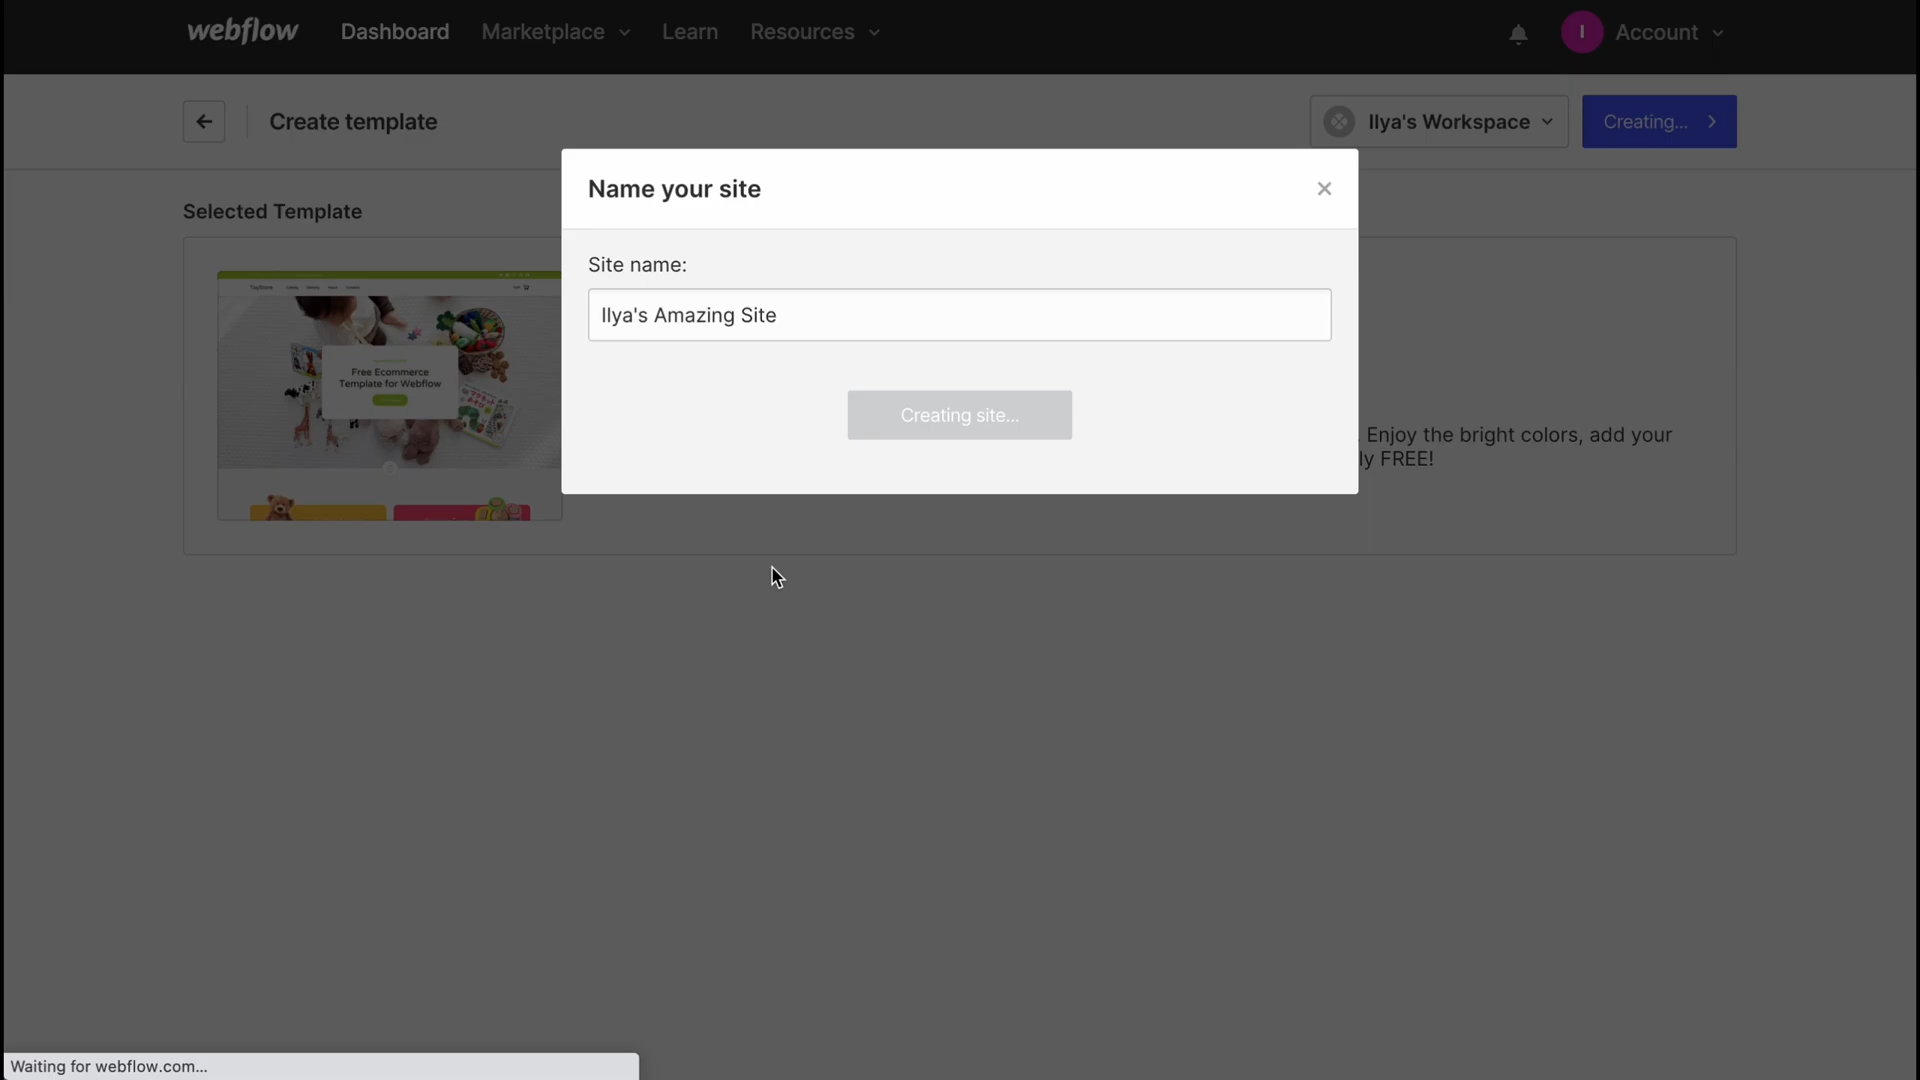 webflow
Dashboard
Marketplace
Learn
Resources
I
Account
Create template
Ilya's Workspace
Creating...
Name your site
Selected Template
Site name:
Ilya's Amazing Site
Creating site...
Free Ecommerce
Template for Webflow
. Enjoy the bright colors, add your
ly FREE!
Waiting for webflow.com...